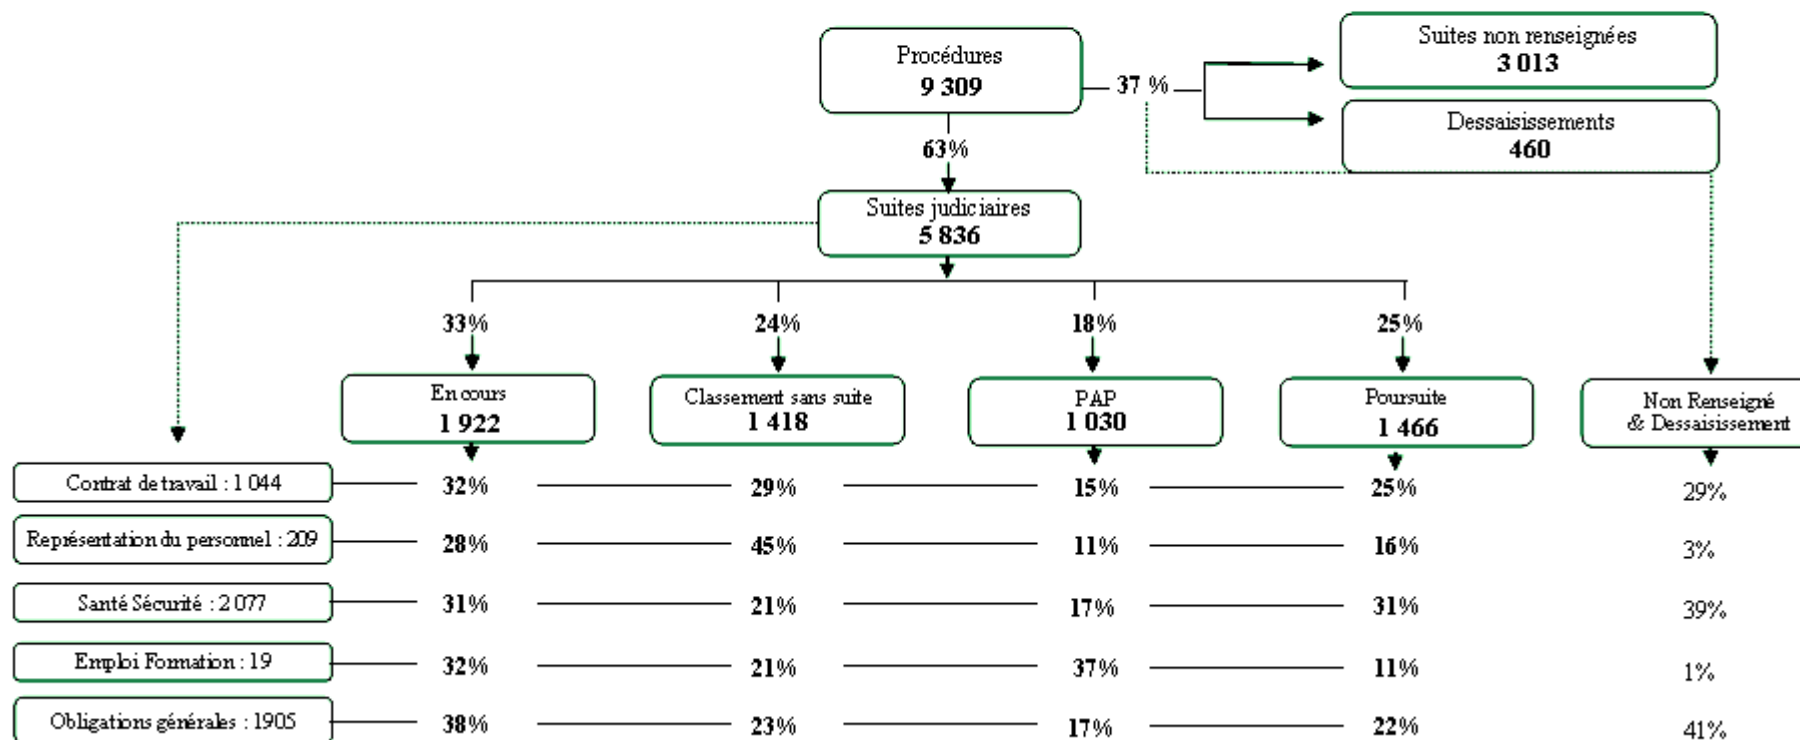 Procédures
9 309
37 %
Suites non renseignées
3 013
Dessaisissements
460
63%
Suites judiciaires
5 836
33%
24%
18%
25%
En cours
1 922
Classement sans suite
1 418
PAP
1 030
Poursuite
1 466
Non Renseigné
& Dessaisissement
Contrat de travail : 1 044
32%
29%
15%
25%
29%
Représentation du personnel : 209
28%
45%
11%
16%
3%
Santé Sécurité : 2 077
31%
21%
17%
31%
39%
Emploi Formation : 19
32%
21%
37%
11%
1%
Obligations générales : 1905
38%
23%
17%
22%
41%